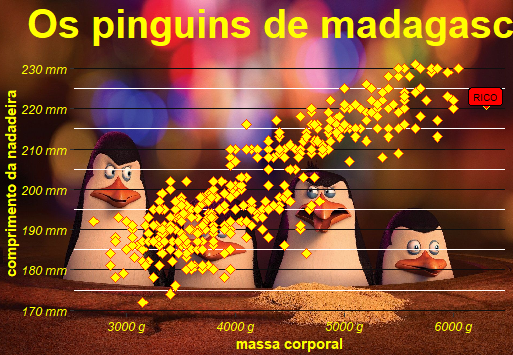 Os pinguins de madagasc
230 mm
220 mm
210 mm
200 mm
190 mm
180 mm
170 mm
comprimento da nadadeira
RICO
3000 g
4000 g
5000 g
6000 g
massa corporal